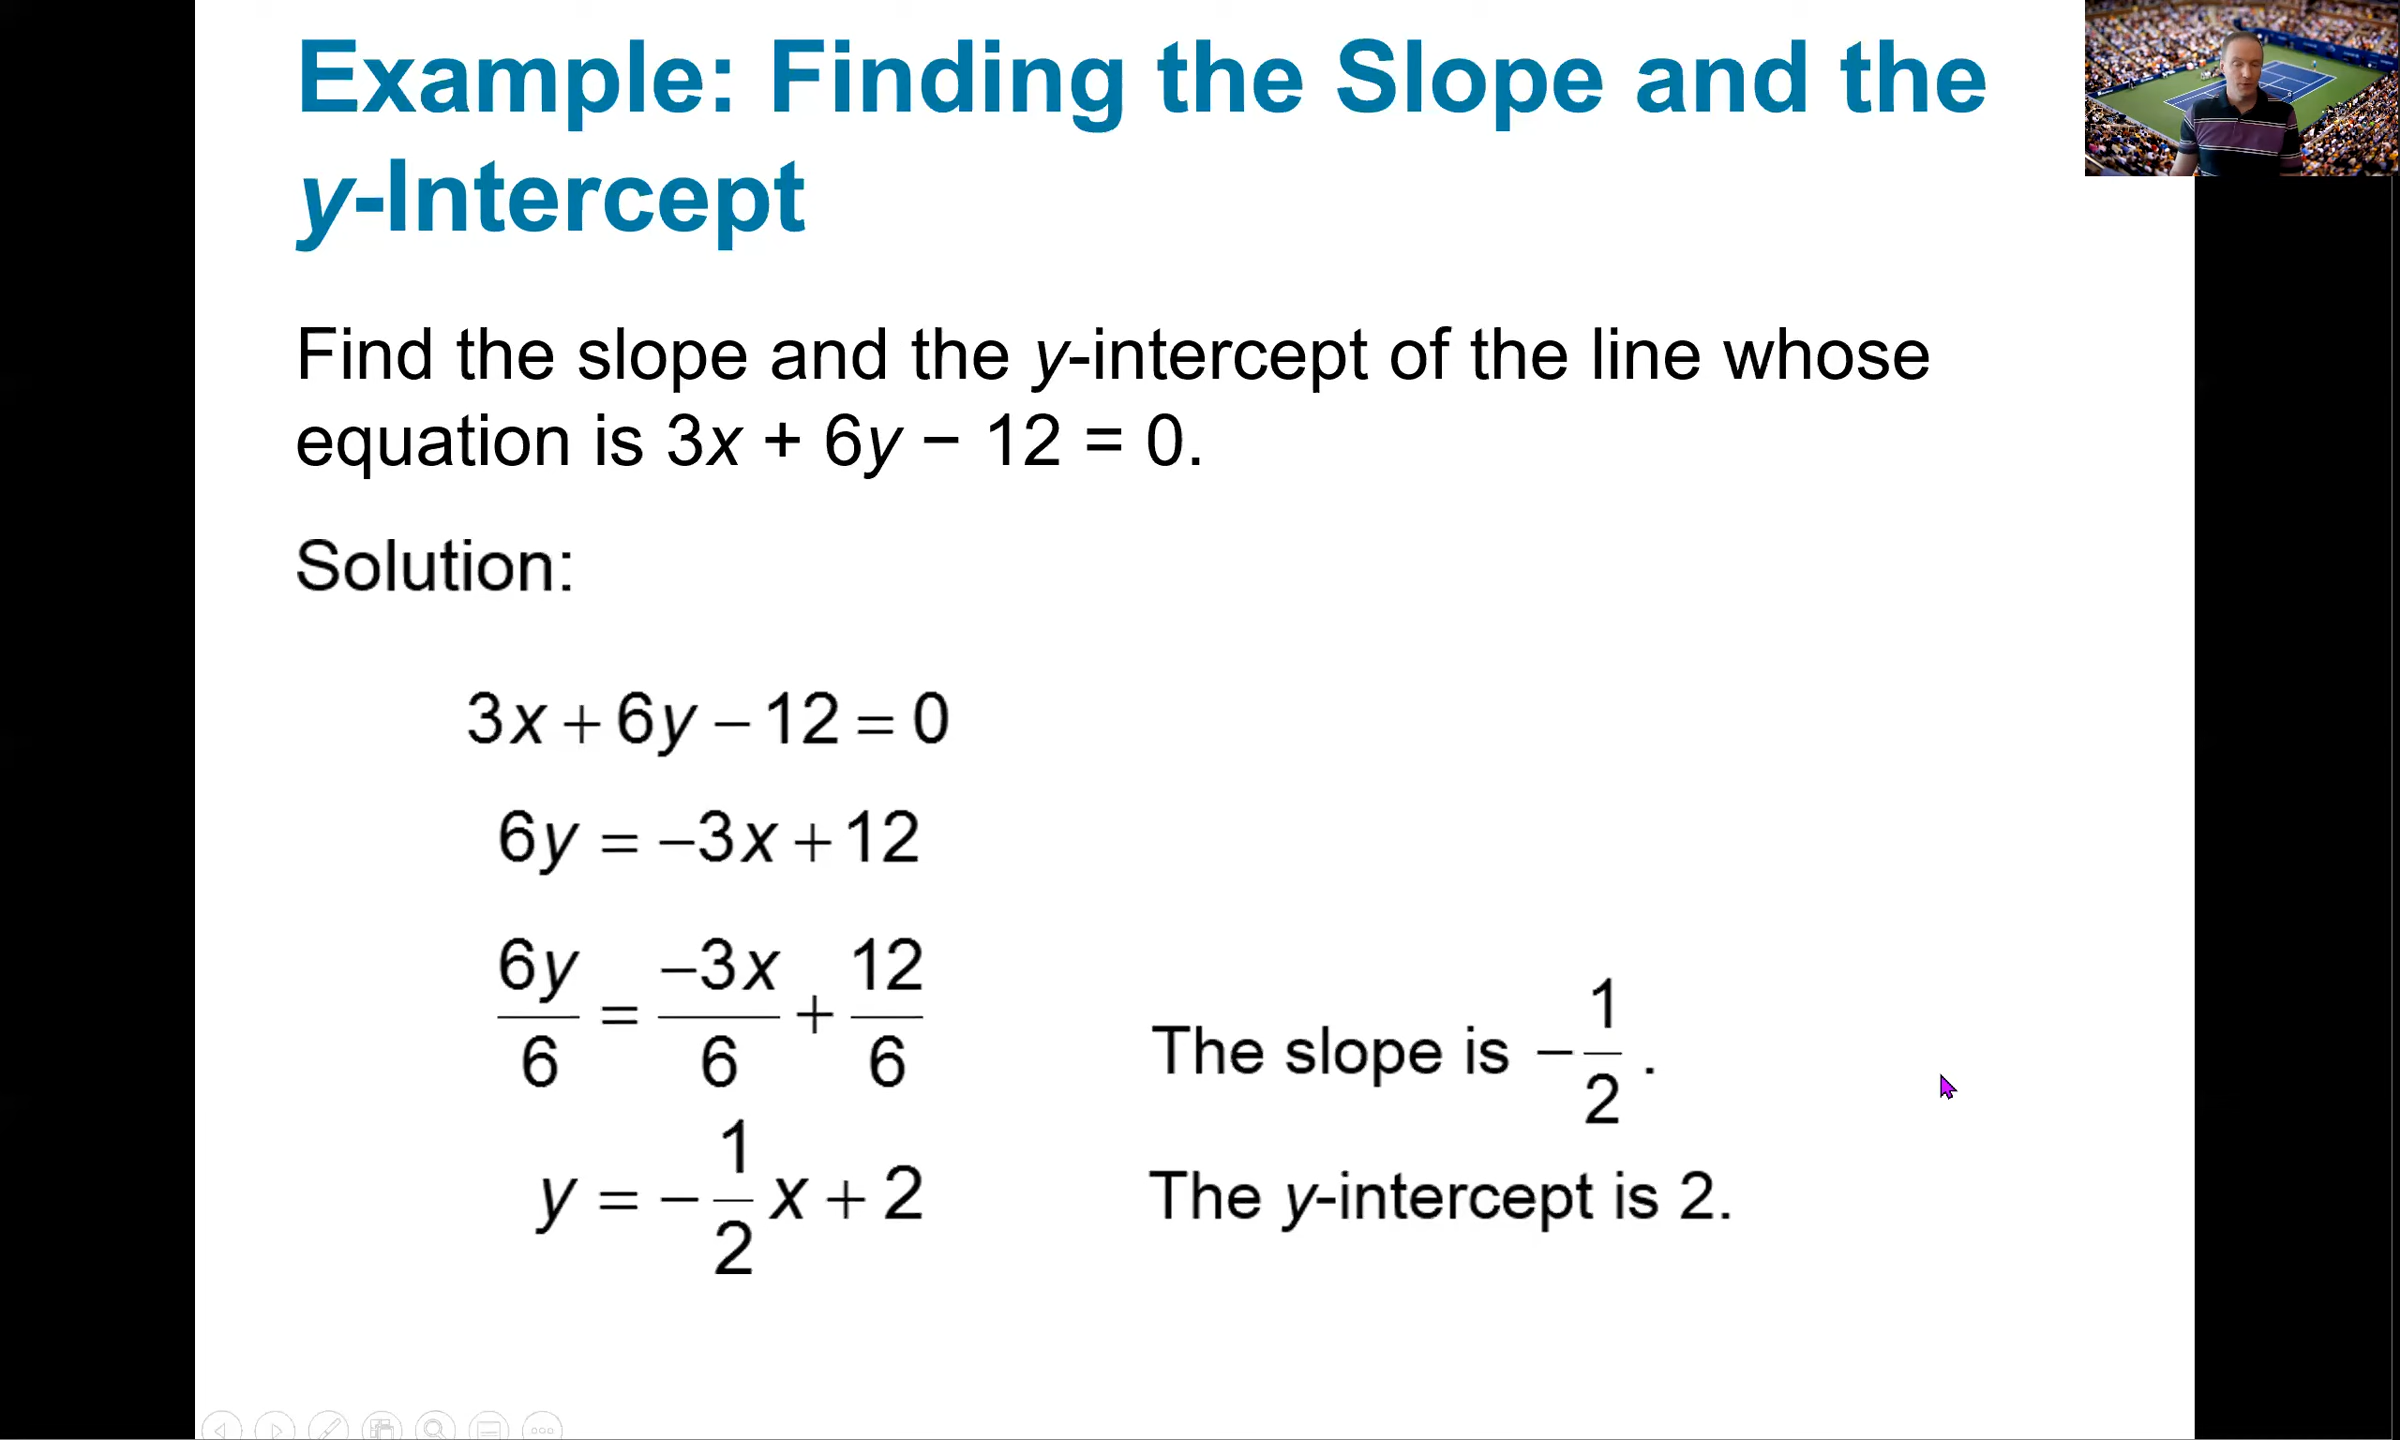 Example: Finding the Slope and the
y-Intercept
Find the slope and the y-intercept of the line whose
equation is 3x + 6y − 12 = 0.
Solution:
3x + 6y − 12 = 0
6y = −3x + 12
6y/6 = −3x/6 + 12/6
The slope is −1/2.
y = −1/2 x + 2
The y-intercept is 2.